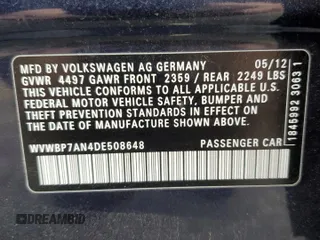 MFD BY VOLKSWAGEN AG GERMANY 05/12
GVWR 4497 GAWR FRONT 2359 / REAR 2249 LBS
THIS VEHICLE CONFORMS TO ALL APPLICABLE U.S.
FEDERAL MOTOR VEHICLE SAFETY, BUMPER AND
THEFT PREVENTION STANDARDS IN EFFECT ON
THE DATE OF MANUFACTURE SHOWN ABOVE.
WVWBP7AN4DE508648 PASSENGER CAR
1845992 3063 1
© DREAMBID